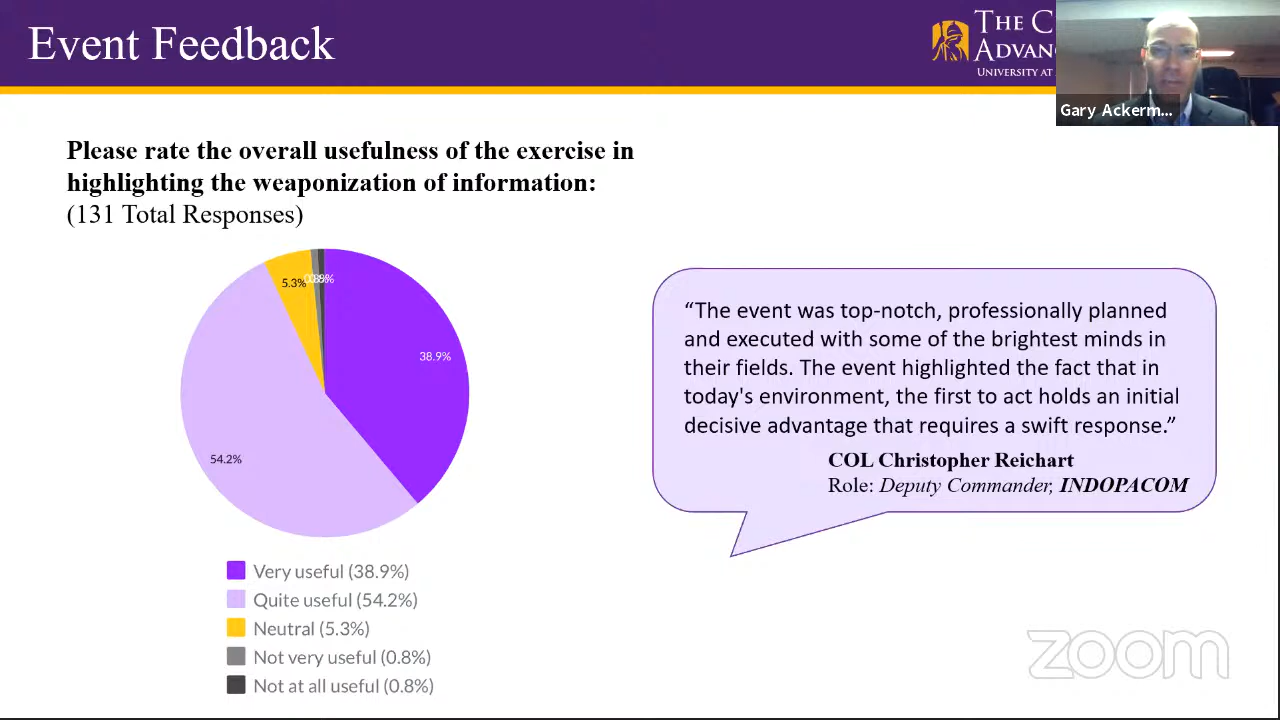 Event Feedback
THE C
ADVAN
UNIVERSITY AT
Gary Ackerm...
Please rate the overall usefulness of the exercise in
highlighting the weaponization of information:
(131 Total Responses)
5.3%
38.9%
54.2%
“The event was top-notch, professionally planned
and executed with some of the brightest minds in
their fields. The event highlighted the fact that in
today's environment, the first to act holds an initial
decisive advantage that requires a swift response.”
COL Christopher Reichart
Role: Deputy Commander, INDOPACOM
Very useful (38.9%)
Quite useful (54.2%)
Neutral (5.3%)
Not very useful (0.8%)
Not at all useful (0.8%)
zoom